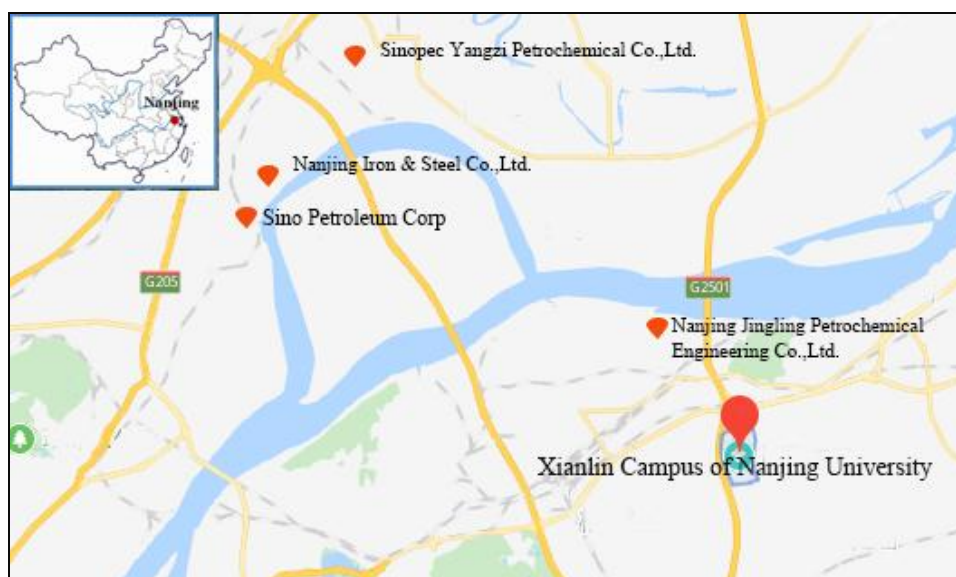 Sinopec Yangzi Petrochemical Co.,Ltd.
Nanjing
Nanjing Iron & Steel Co.,Ltd.
Sino Petroleum Corp
G205
G2501
Nanjing Jingling Petrochemical
Engineering Co.,Ltd.
Xianlin Campus of Nanjing University